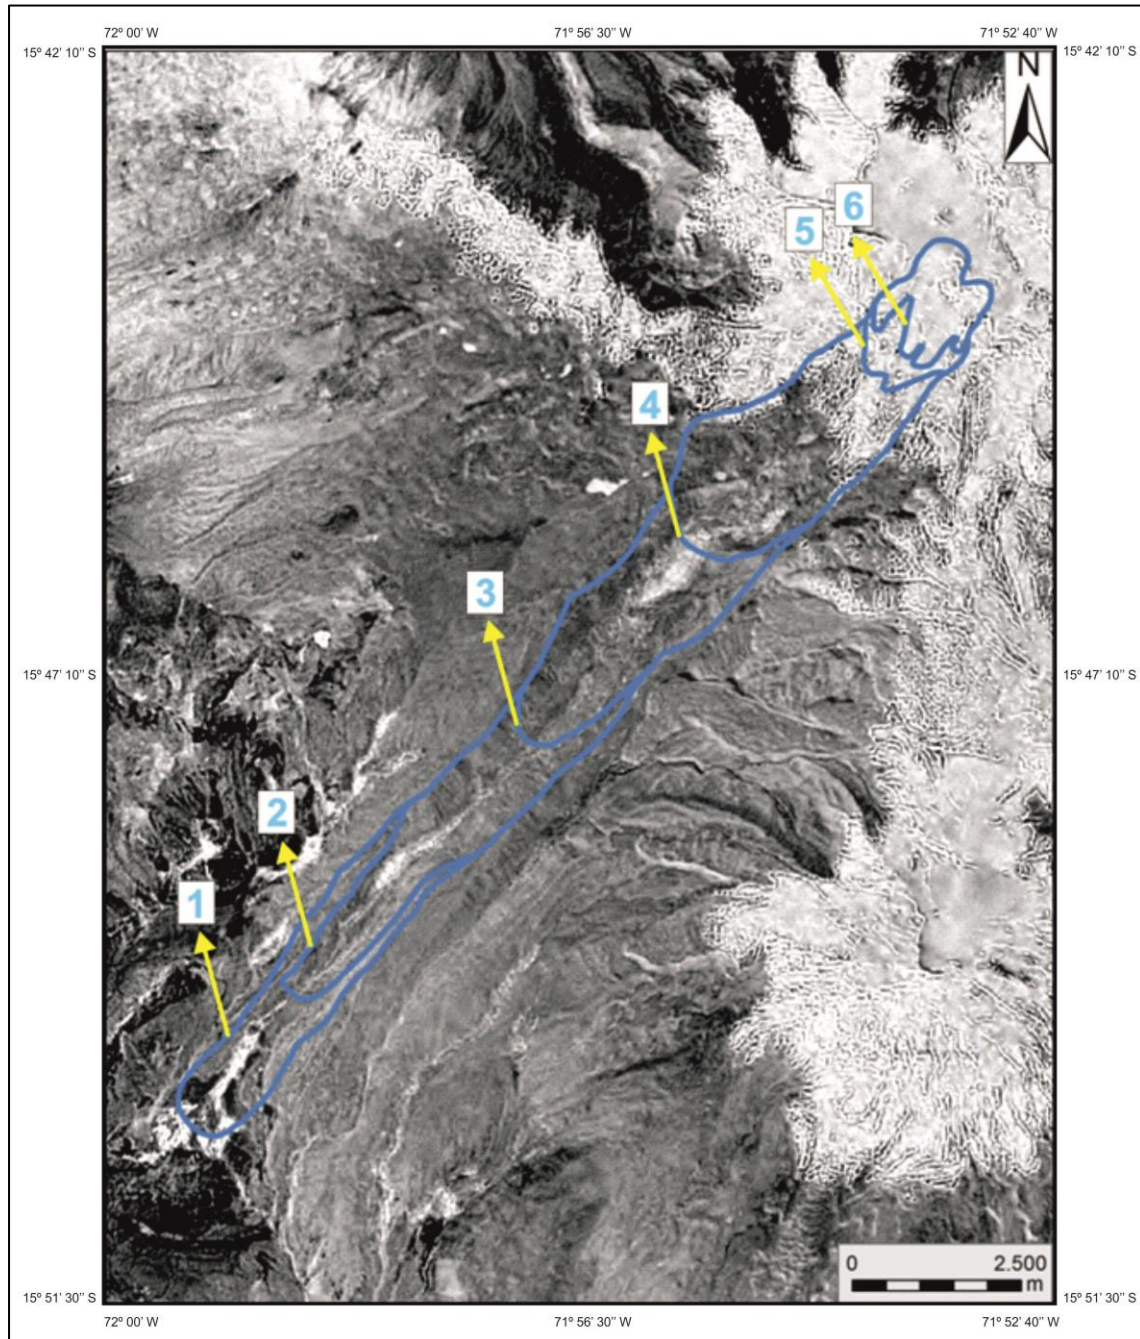 72º 00’ W 71º 56’ 30’’ W 71º 52’ 40’’ W
15º 42’ 10’’ S 15º 42’ 10’’ S
N
6
5
4
3
15º 47’ 10’’ S 15º 47’ 10’’ S
2
1
0 2.500
m
15º 51’ 30’’ S 15º 51’ 30’’ S
72º 00’ W 71º 56’ 30’’ W 71º 52’ 40’’ W